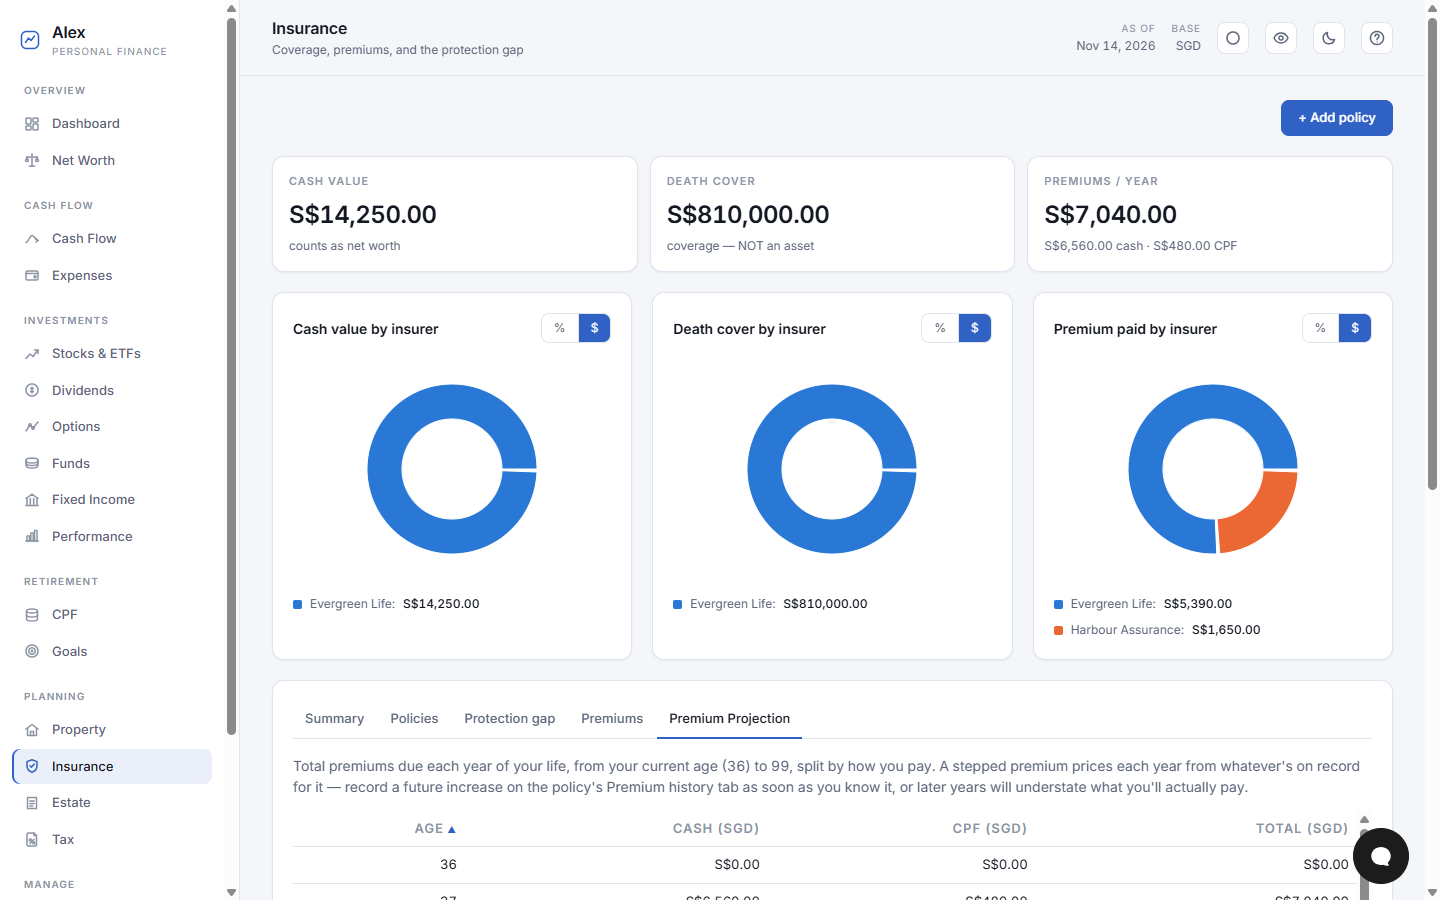 Alex
PERSONAL FINANCE
OVERVIEW
Dashboard
Net Worth
CASH FLOW
Cash Flow
Expenses
INVESTMENTS
Stocks & ETFs
Dividends
Options
Funds
Fixed Income
Performance
RETIREMENT
CPF
Goals
PLANNING
Property
Insurance
Estate
Tax
MANAGE
Insurance
Coverage, premiums, and the protection gap
AS OF
Nov 14, 2026
BASE
SGD
+ Add policy
CASH VALUE
S$14,250.00
counts as net worth
DEATH COVER
S$810,000.00
coverage — NOT an asset
PREMIUMS / YEAR
S$7,040.00
S$6,560.00 cash · S$480.00 CPF
Cash value by insurer
% $
Evergreen Life: S$14,250.00
Death cover by insurer
% $
Evergreen Life: S$810,000.00
Premium paid by insurer
% $
Evergreen Life: S$5,390.00
Harbour Assurance: S$1,650.00
Summary Policies Protection gap Premiums Premium Projection
Total premiums due each year of your life, from your current age (36) to 99, split by how you pay. A stepped premium prices each year from whatever's on record
for it — record a future increase on the policy's Premium history tab as soon as you know it, or later years will understate what you'll actually pay.
AGE ▲ CASH (SGD) CPF (SGD) TOTAL (SGD)
36 S$0.00 S$0.00 S$0.00
37 S$6,560.00 S$480.00 S$7,040.00